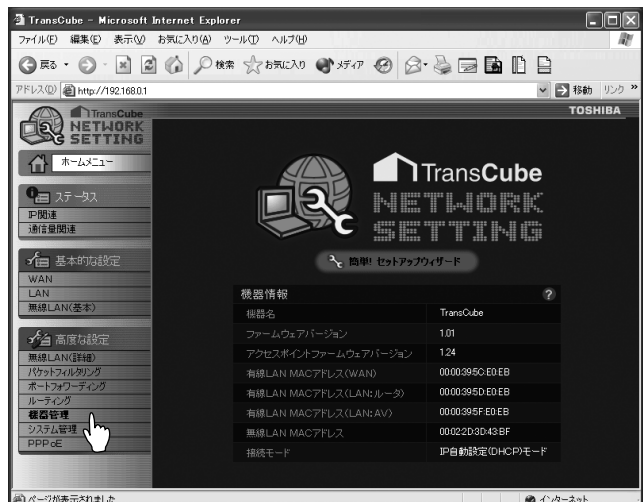 TransCube - Microsoft Internet Explorer
ファイル(F) 編集(E) 表示(V) お気に入り(A) ツール(T) ヘルプ(H)
戻る 検索 お気に入り メディア
アドレス(D) http://192.168.0.1 移動 リンク »
TransCube NETWORK SETTING
TOSHIBA
ホームメニュー
ステータス
IP関連
通信量関連
基本的な設定
WAN
LAN
無線LAN(基本)
高度な設定
無線LAN(詳細)
パケットフィルタリング
ポートフォワーディング
ルーティング
機器管理
システム管理
PPPoE
TransCube
NETWORK
SETTING
簡単! セットアップウィザード
機器情報 ?
機器名 TransCube
ファームウェアバージョン 1.01
アクセスポイントファームウェアバージョン 1.24
有線LAN MACアドレス(WAN) 00:00:39:5C:E0:EB
有線LAN MACアドレス(LAN:ルータ) 00:00:39:5D:E0:EB
有線LAN MACアドレス(LAN:AV) 00:00:39:5F:E0:EB
無線LAN MACアドレス 00:02:2D:3D:43:BF
接続モード IP自動設定(DHCP)モード
ページが表示されました インターネット